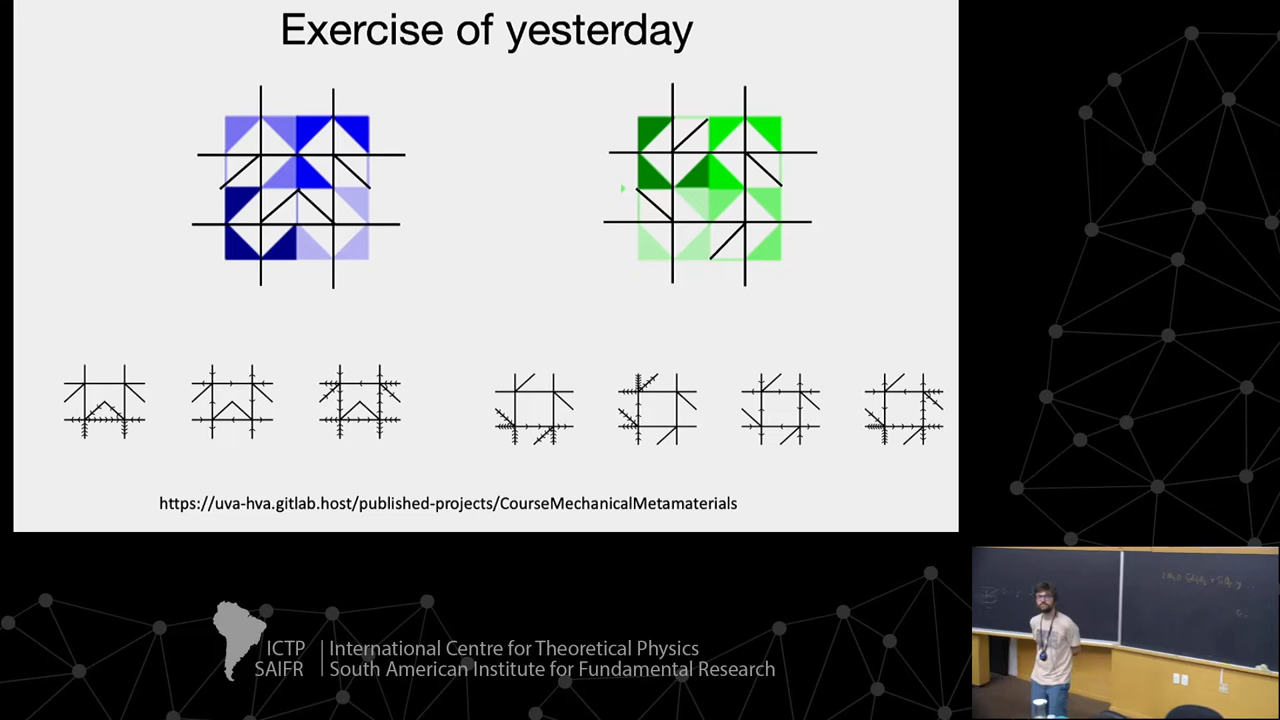 Exercise of yesterday
https://uva-hva.gitlab.host/published-projects/CourseMechanicalMetamaterials
ICTP
SAIFR
International Centre for Theoretical Physics
South American Institute for Fundamental Research